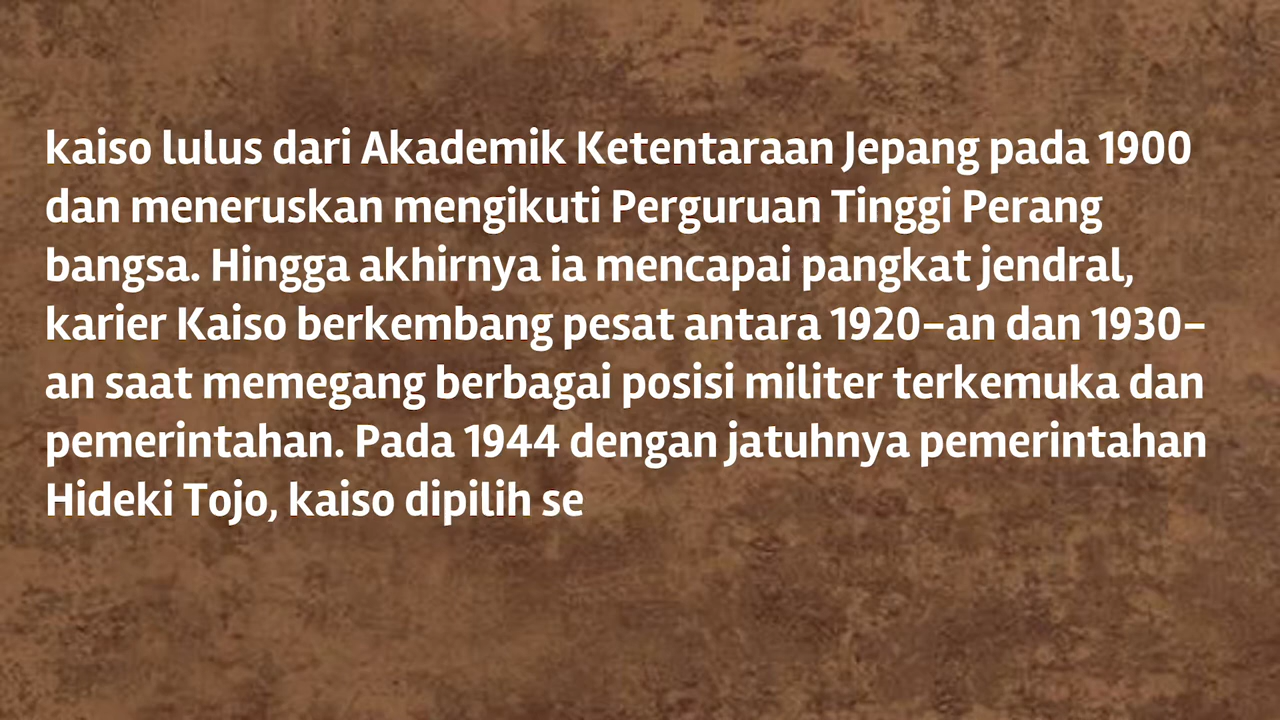 kaiso lulus dari Akademik Ketentaraan Jepang pada 1900
dan meneruskan mengikuti Perguruan Tinggi Perang
bangsa. Hingga akhirnya ia mencapai pangkat jendral,
karier Kaiso berkembang pesat antara 1920-an dan 1930-
an saat memegang berbagai posisi militer terkemuka dan
pemerintahan. Pada 1944 dengan jatuhnya pemerintahan
Hideki Tojo, kaiso dipilih se